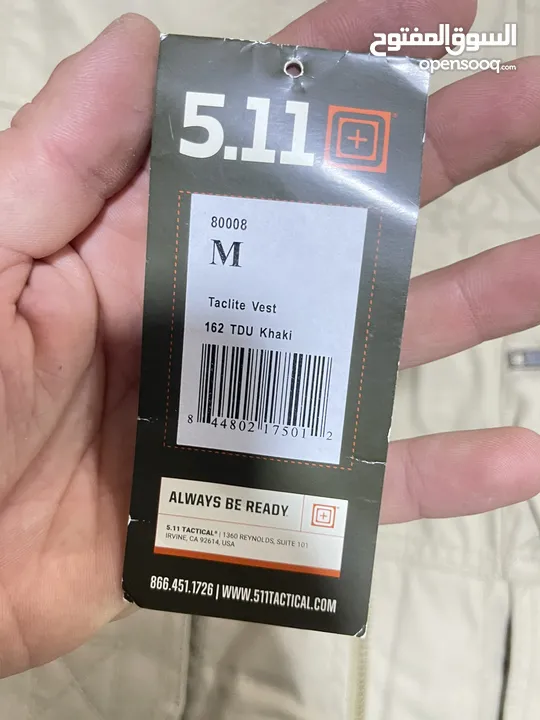 السوق المفتوح
opensooq.com
5.11
80008
M
Taclite Vest
162 TDU Khaki
8 44802 17501 2
ALWAYS BE READY
5.11 TACTICAL® | 1360 REYNOLDS, SUITE 101
IRVINE, CA 92614, USA
866.451.1726 | WWW.511TACTICAL.COM